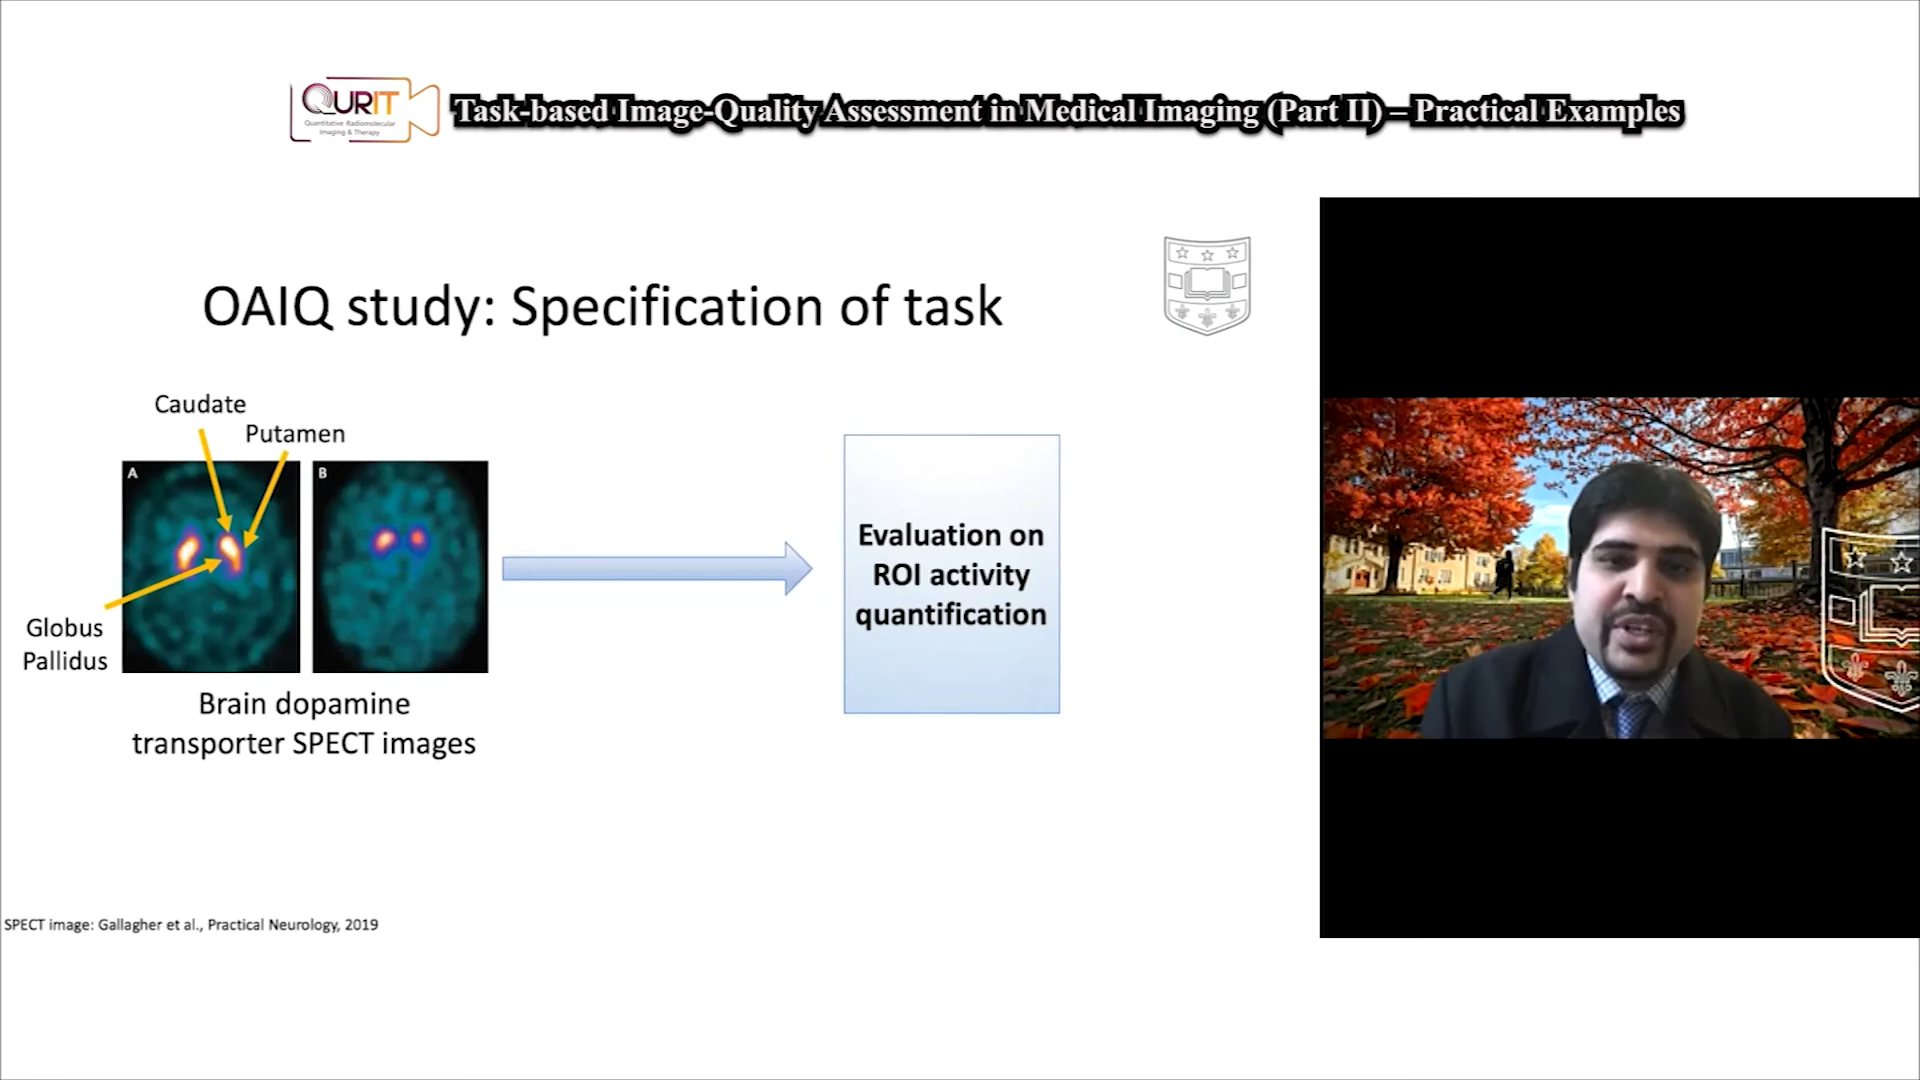 QURIT
Quantitative Radiomolecular
Imaging & Therapy
Task-based Image-Quality Assessment in Medical Imaging (Part II) – Practical Examples
OAIQ study: Specification of task
Caudate
Putamen
A
B
Globus
Pallidus
Brain dopamine
transporter SPECT images
Evaluation on
ROI activity
quantification
SPECT image: Gallagher et al., Practical Neurology, 2019